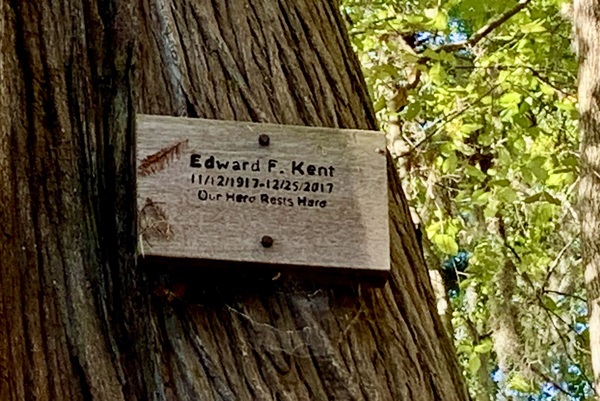 Edward F. Kent
11/12/1917-12/25/2017
Our Hero Rests Here